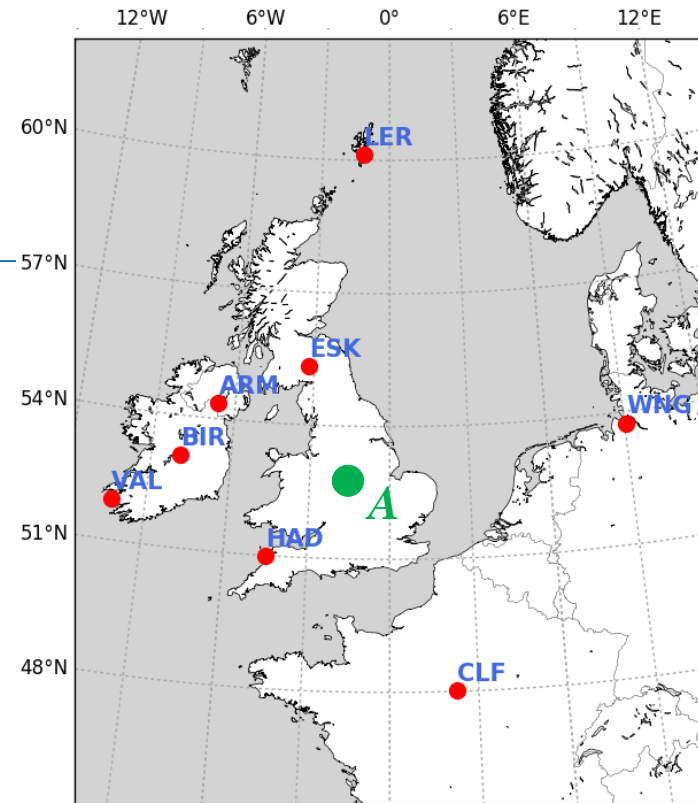 12°W 6°W 0° 6°E 12°E
60°N
LER
57°N
ESK
ARM
54°N
WNG
BIR
VAL
A
51°N
HAD
48°N
CLF